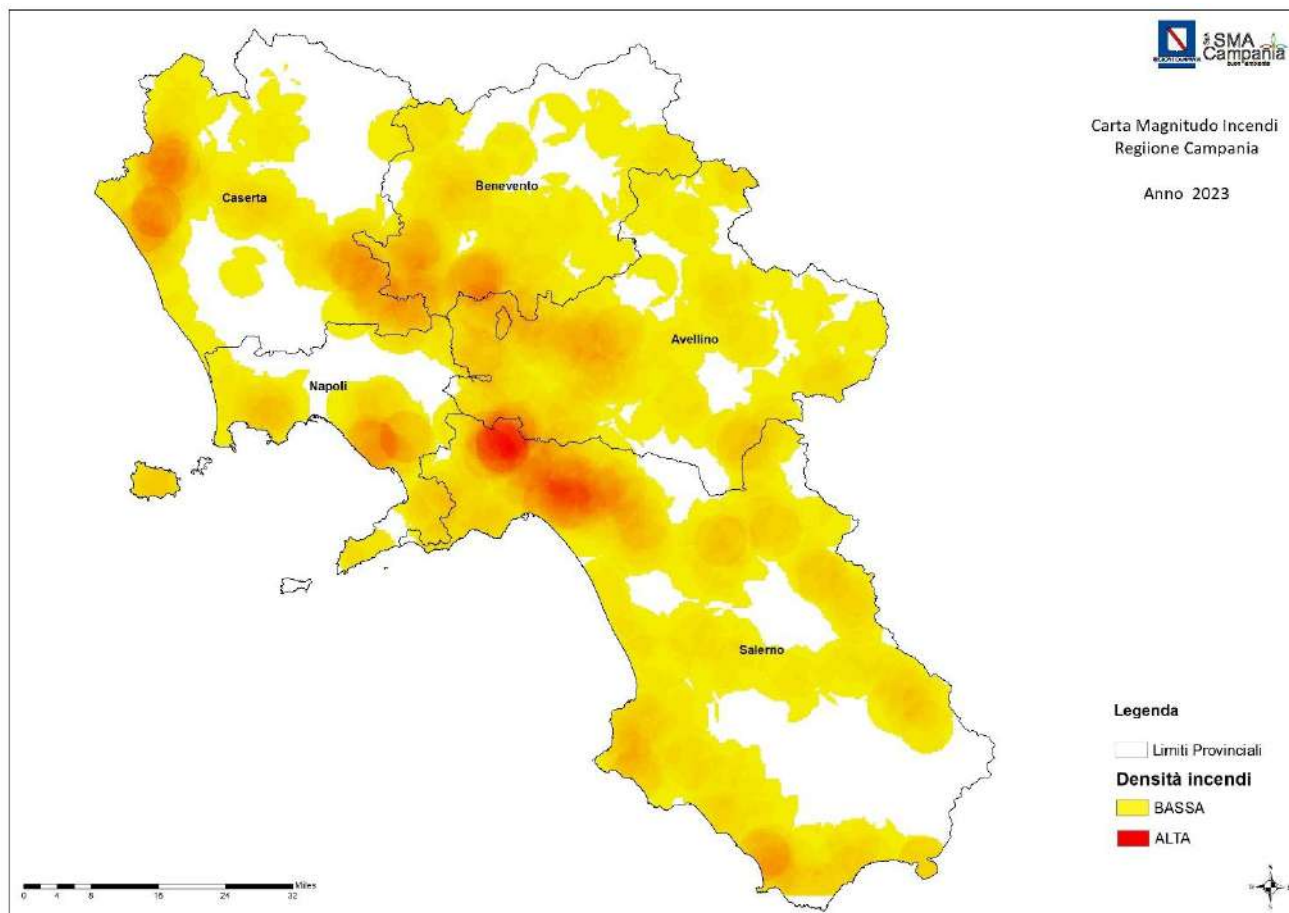 SMA
Campania
Carta Magnitudo Incendi
Regiione Campania
Anno 2023
Benevento
Caserta
Avellino
Napoli
Salerno
Legenda
Limiti Provinciali
Densità incendi
BASSA
ALTA
Miles
0 4 8 16 24 32